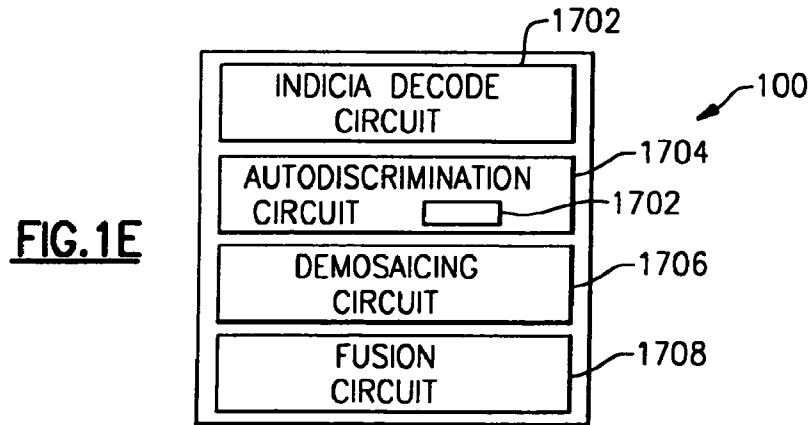 1702
INDICIA DECODE
CIRCUIT
100
1704
AUTODISCRIMINATION
CIRCUIT
1702
FIG. 1E
DEMOSAICING
CIRCUIT
1706
FUSION
CIRCUIT
1708